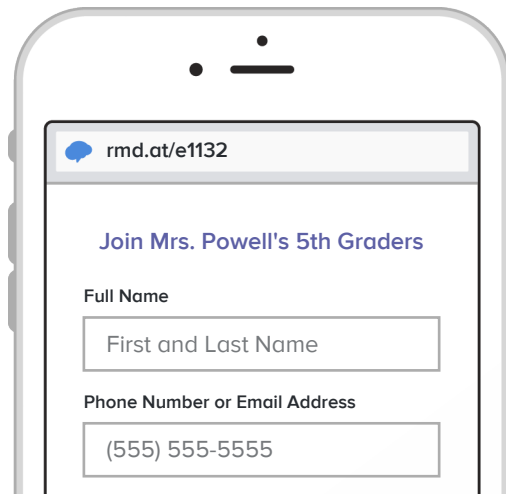 rmd.at/e1132
Join Mrs. Powell's 5th Graders
Full Name
First and Last Name
Phone Number or Email Address
(555) 555-5555